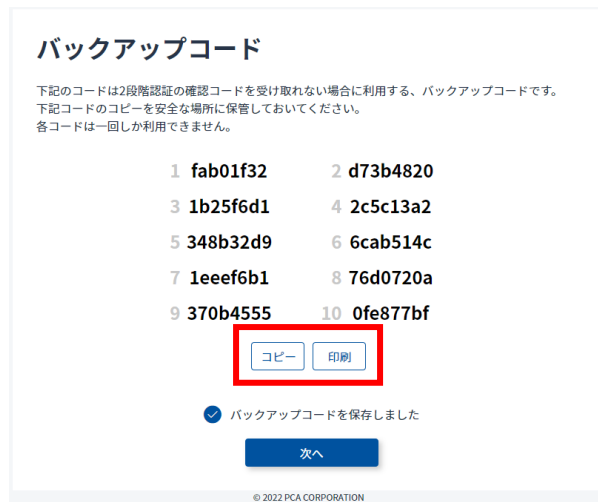 バックアップコード
下記のコードは2段階認証の確認コードを受け取れない場合に利用する、バックアップコードです。
下記コードのコピーを安全な場所に保管しておいてください。
各コードは一回しか利用できません。
1 fab01f32 2 d73b4820
3 1b25f6d1 4 2c5c13a2
5 348b32d9 6 6cab514c
7 1eeef6b1 8 76d0720a
9 370b4555 10 0fe877bf
コピー 印刷
バックアップコードを保存しました
次へ
© 2022 PCA CORPORATION